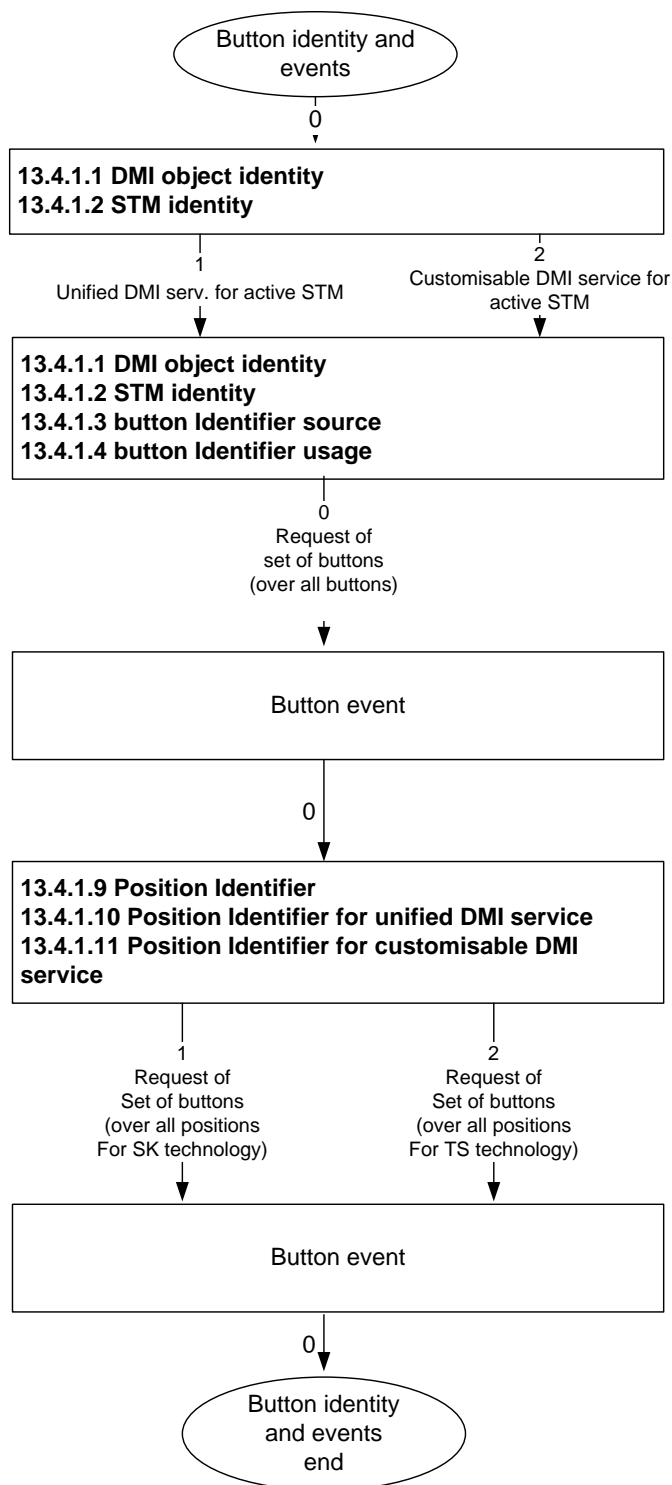 Button identity and
events
0
13.4.1.1 DMI object identity
13.4.1.2 STM identity
1
Unified DMI serv. for active STM
2
Customisable DMI service for
active STM
13.4.1.1 DMI object identity
13.4.1.2 STM identity
13.4.1.3 button Identifier source
13.4.1.4 button Identifier usage
0
Request of
set of buttons
(over all buttons)
Button event
0
13.4.1.9 Position Identifier
13.4.1.10 Position Identifier for unified DMI service
13.4.1.11 Position Identifier for customisable DMI
service
1
Request of
Set of buttons
(over all positions
For SK technology)
2
Request of
Set of buttons
(over all positions
For TS technology)
Button event
0
Button identity
and events
end